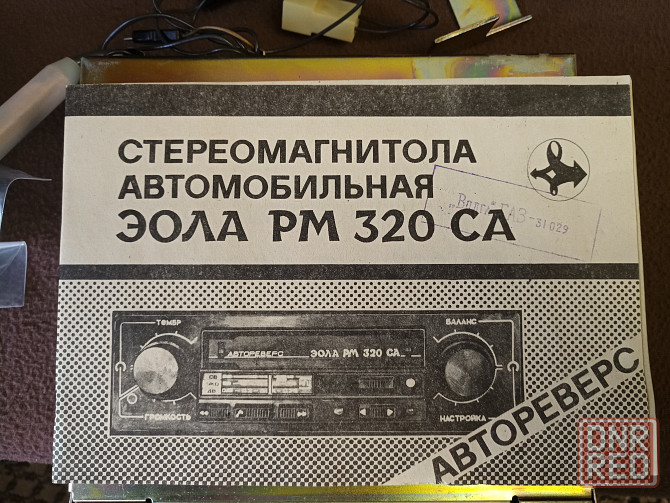 СТЕРЕОМАГНИТОЛА
АВТОМОБИЛЬНАЯ
ЭОЛА РМ 320 СА
„Волга" ГАЗ-31029
ТЕМБР
БАЛАНС
АВТОРЕВЕРС ЭОЛА РМ 320 СА
ГРОМКОСТЬ
НАСТРОЙКА
АВТОРЕВЕРС
DNR
RED